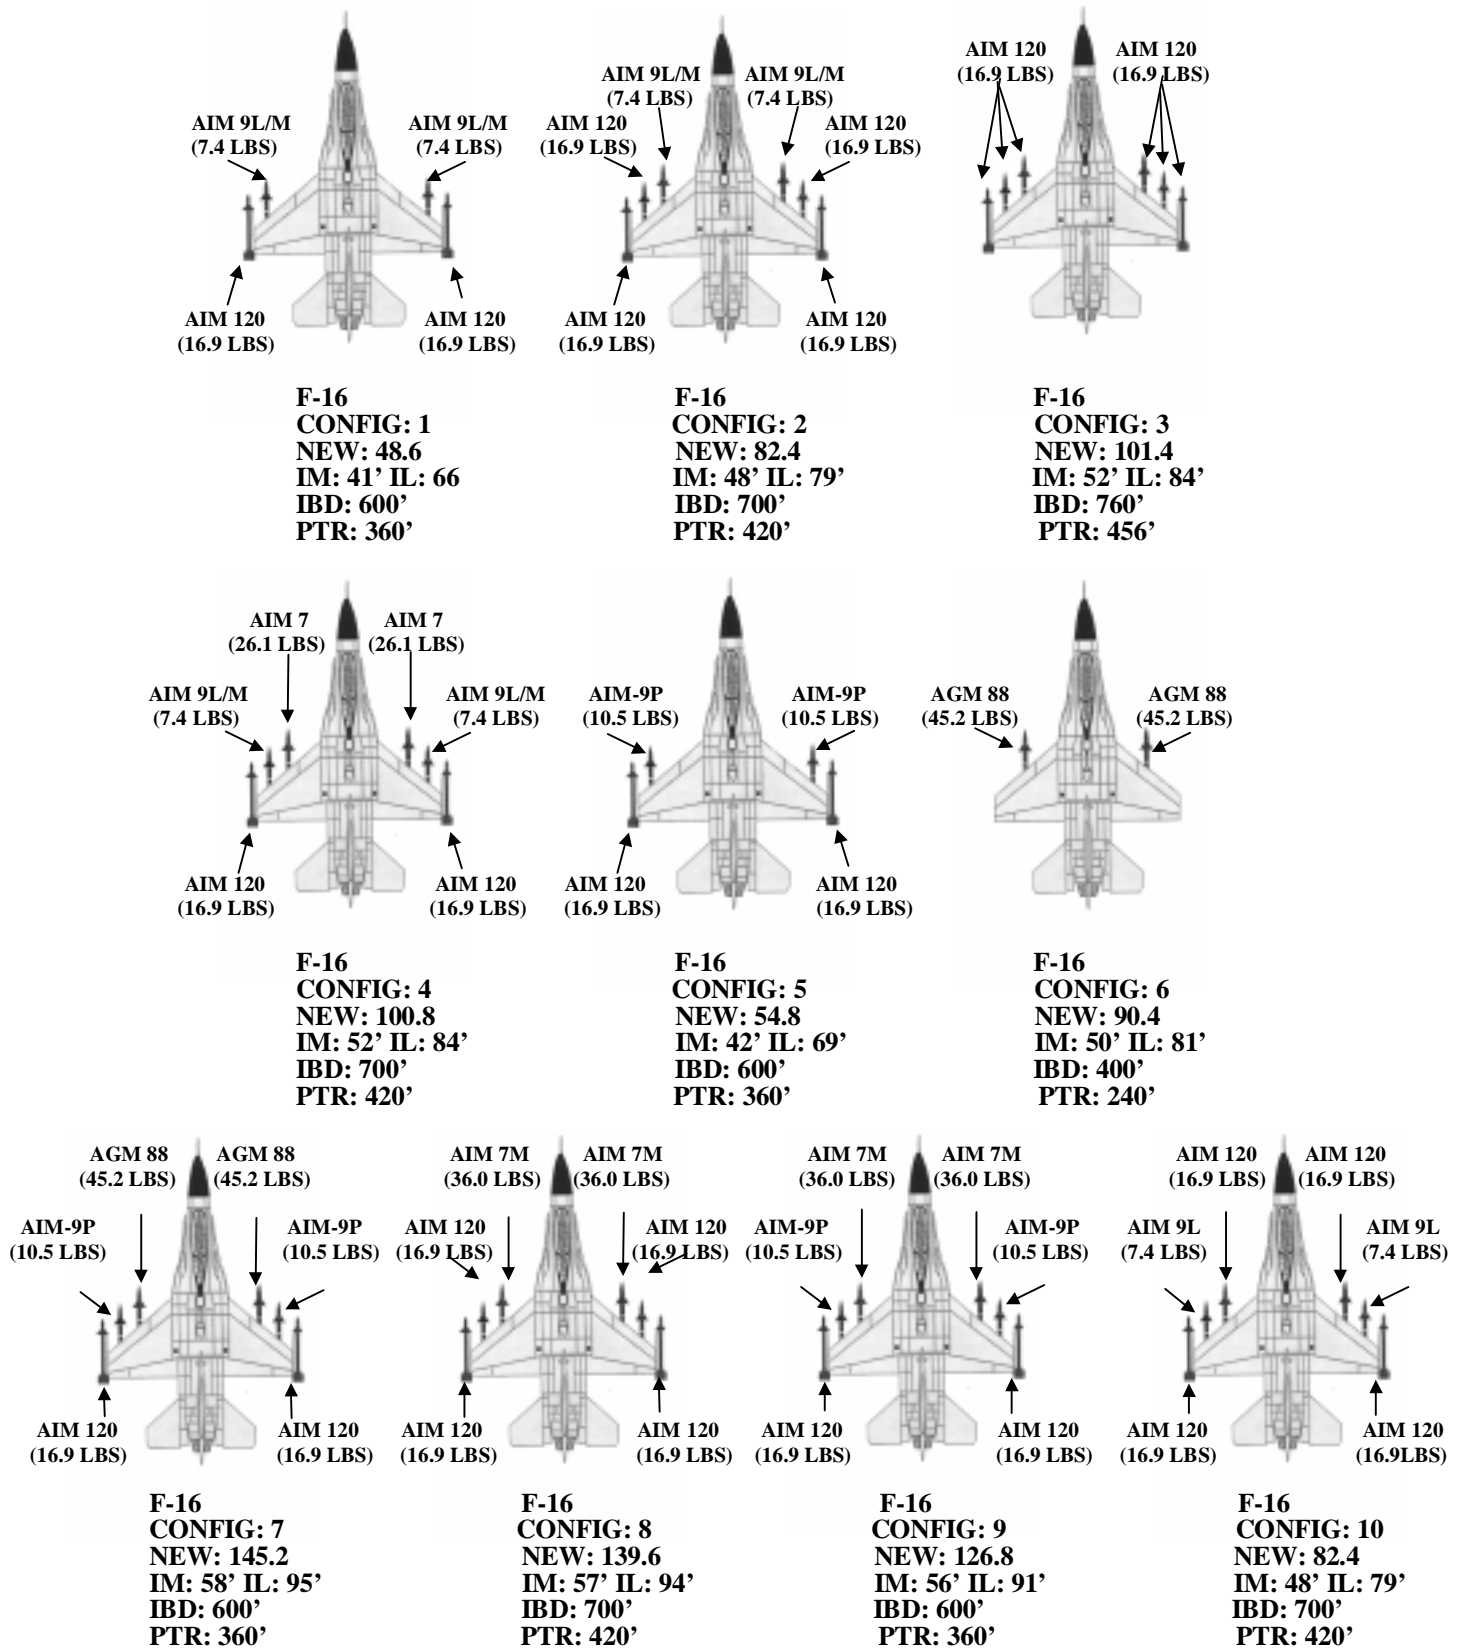 AIM 9L/M
(7.4 LBS)
AIM 9L/M
(7.4 LBS)
AIM 120
(16.9 LBS)
AIM 120
(16.9 LBS)
F-16
CONFIG: 1
NEW: 48.6
IM: 41’ IL: 66
IBD: 600’
PTR: 360’
AIM 9L/M
(7.4 LBS)
AIM 9L/M
(7.4 LBS)
AIM 120
(16.9 LBS)
AIM 120
(16.9 LBS)
AIM 120
(16.9 LBS)
AIM 120
(16.9 LBS)
F-16
CONFIG: 2
NEW: 82.4
IM: 48’ IL: 79’
IBD: 700’
PTR: 420’
AIM 120
(16.9 LBS)
AIM 120
(16.9 LBS)
F-16
CONFIG: 3
NEW: 101.4
IM: 52’ IL: 84’
IBD: 760’
PTR: 456’
AIM 7
(26.1 LBS)
AIM 7
(26.1 LBS)
AIM 9L/M
(7.4 LBS)
AIM 9L/M
(7.4 LBS)
AIM 120
(16.9 LBS)
AIM 120
(16.9 LBS)
F-16
CONFIG: 4
NEW: 100.8
IM: 52’ IL: 84’
IBD: 700’
PTR: 420’
AIM-9P
(10.5 LBS)
AIM-9P
(10.5 LBS)
AIM 120
(16.9 LBS)
AIM 120
(16.9 LBS)
F-16
CONFIG: 5
NEW: 54.8
IM: 42’ IL: 69’
IBD: 600’
PTR: 360’
AGM 88
(45.2 LBS)
AGM 88
(45.2 LBS)
F-16
CONFIG: 6
NEW: 90.4
IM: 50’ IL: 81’
IBD: 400’
PTR: 240’
AGM 88
(45.2 LBS)
AGM 88
(45.2 LBS)
AIM-9P
(10.5 LBS)
AIM-9P
(10.5 LBS)
AIM 120
(16.9 LBS)
AIM 120
(16.9 LBS)
F-16
CONFIG: 7
NEW: 145.2
IM: 58’ IL: 95’
IBD: 600’
PTR: 360’
AIM 7M
(36.0 LBS)
AIM 7M
(36.0 LBS)
AIM 120
(16.9 LBS)
AIM 120
(16.9 LBS)
AIM 120
(16.9 LBS)
AIM 120
(16.9 LBS)
F-16
CONFIG: 8
NEW: 139.6
IM: 57’ IL: 94’
IBD: 700’
PTR: 420’
AIM 7M
(36.0 LBS)
AIM 7M
(36.0 LBS)
AIM-9P
(10.5 LBS)
AIM-9P
(10.5 LBS)
AIM 120
(16.9 LBS)
AIM 120
(16.9 LBS)
F-16
CONFIG: 9
NEW: 126.8
IM: 56’ IL: 91’
IBD: 600’
PTR: 360’
AIM 120
(16.9 LBS)
AIM 120
(16.9 LBS)
AIM 9L
(7.4 LBS)
AIM 9L
(7.4 LBS)
AIM 120
(16.9 LBS)
AIM 120
(16.9LBS)
F-16
CONFIG: 10
NEW: 82.4
IM: 48’ IL: 79’
IBD: 700’
PTR: 420’